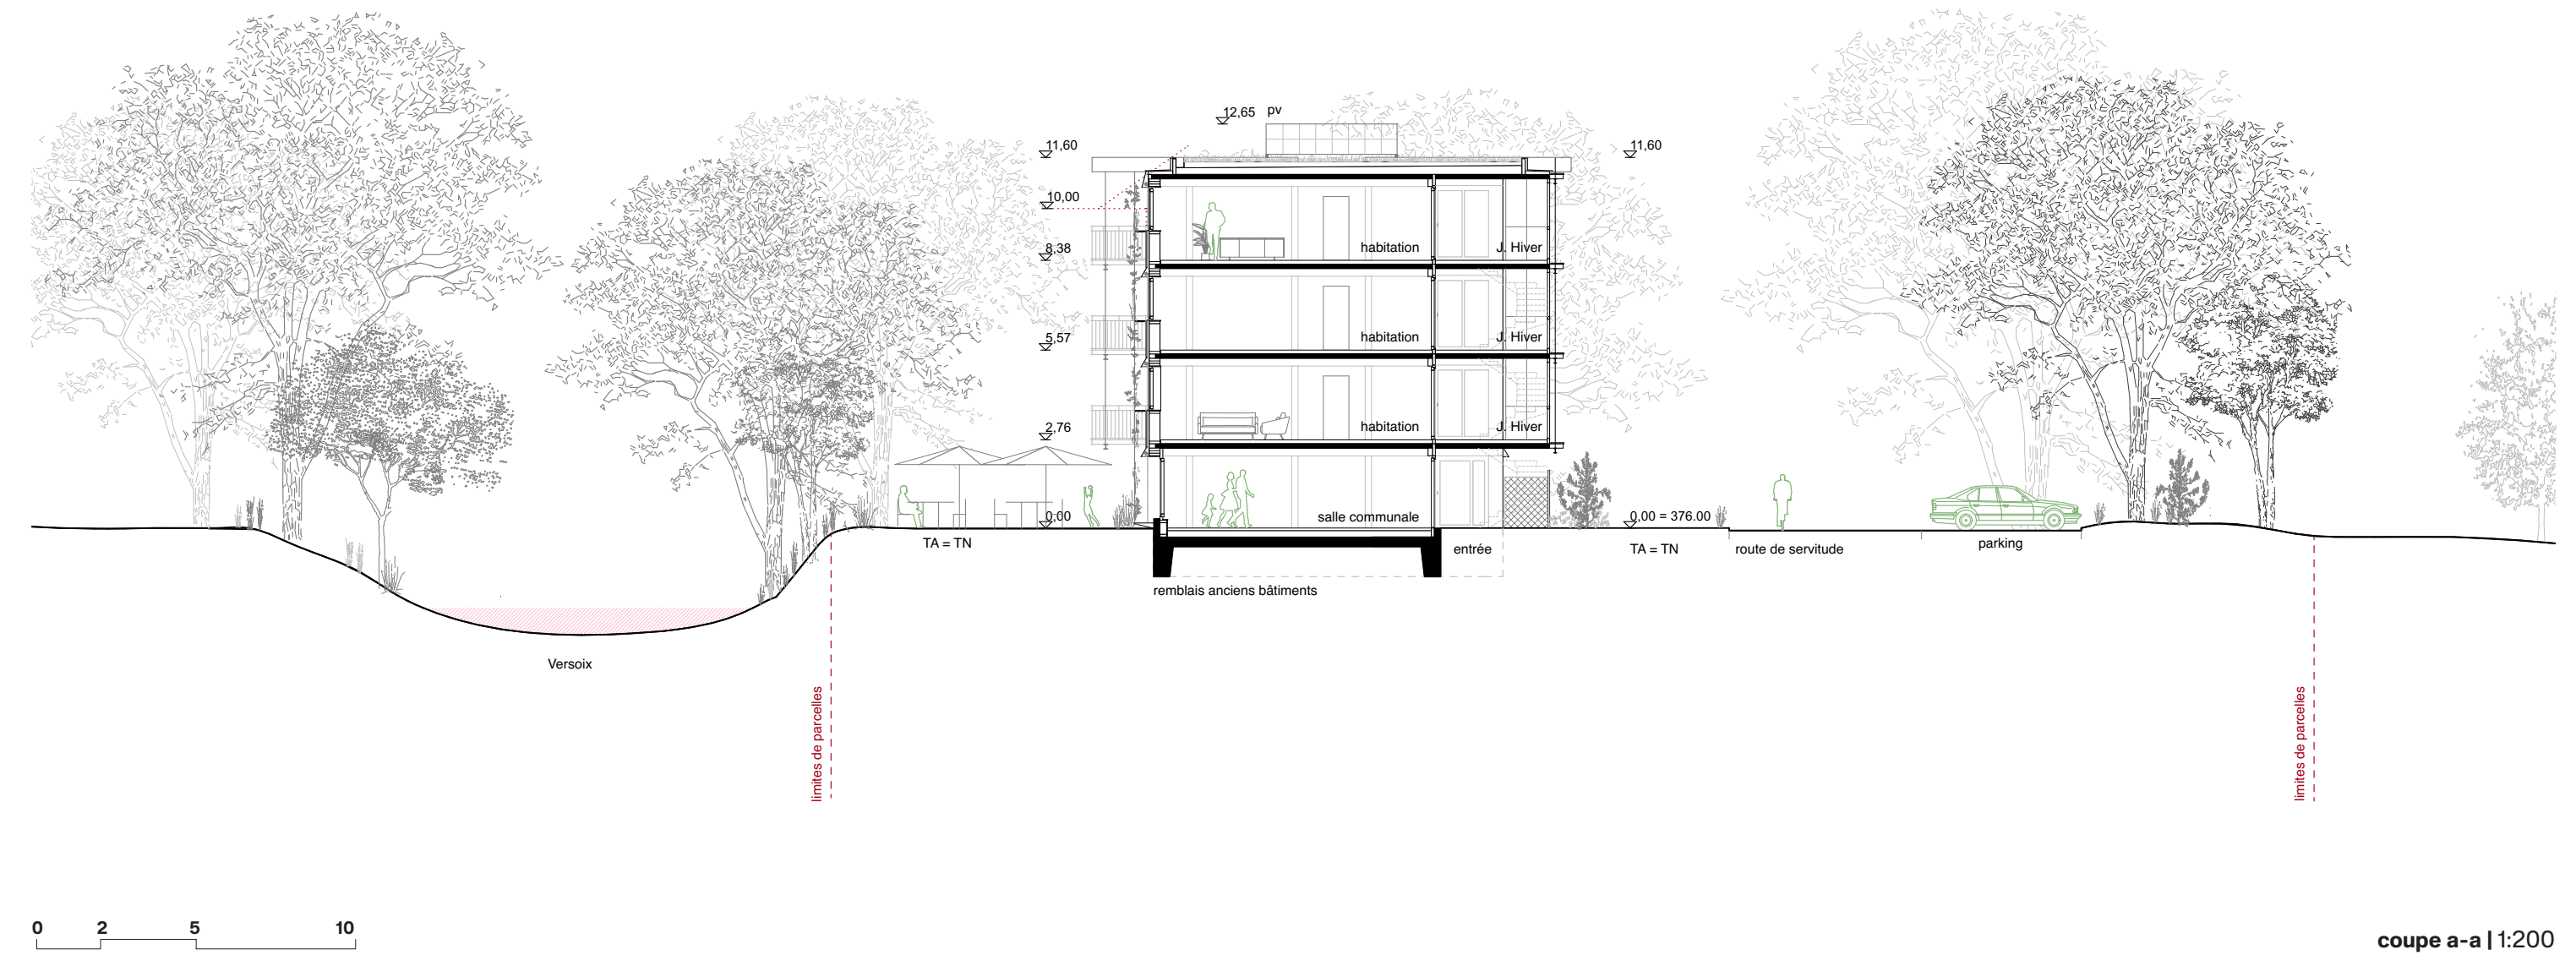 12,65 pv
11,60
11,60
10,00
8,38
habitation
J. Hiver
5,57
habitation
J. Hiver
2,76
habitation
J. Hiver
0,00
salle communale
0,00 = 376.00
TA = TN
entrée
TA = TN
route de servitude
parking
remblais anciens bâtiments
Versoix
limites de parcelles
limites de parcelles
0 2 5 10
coupe a-a | 1:200